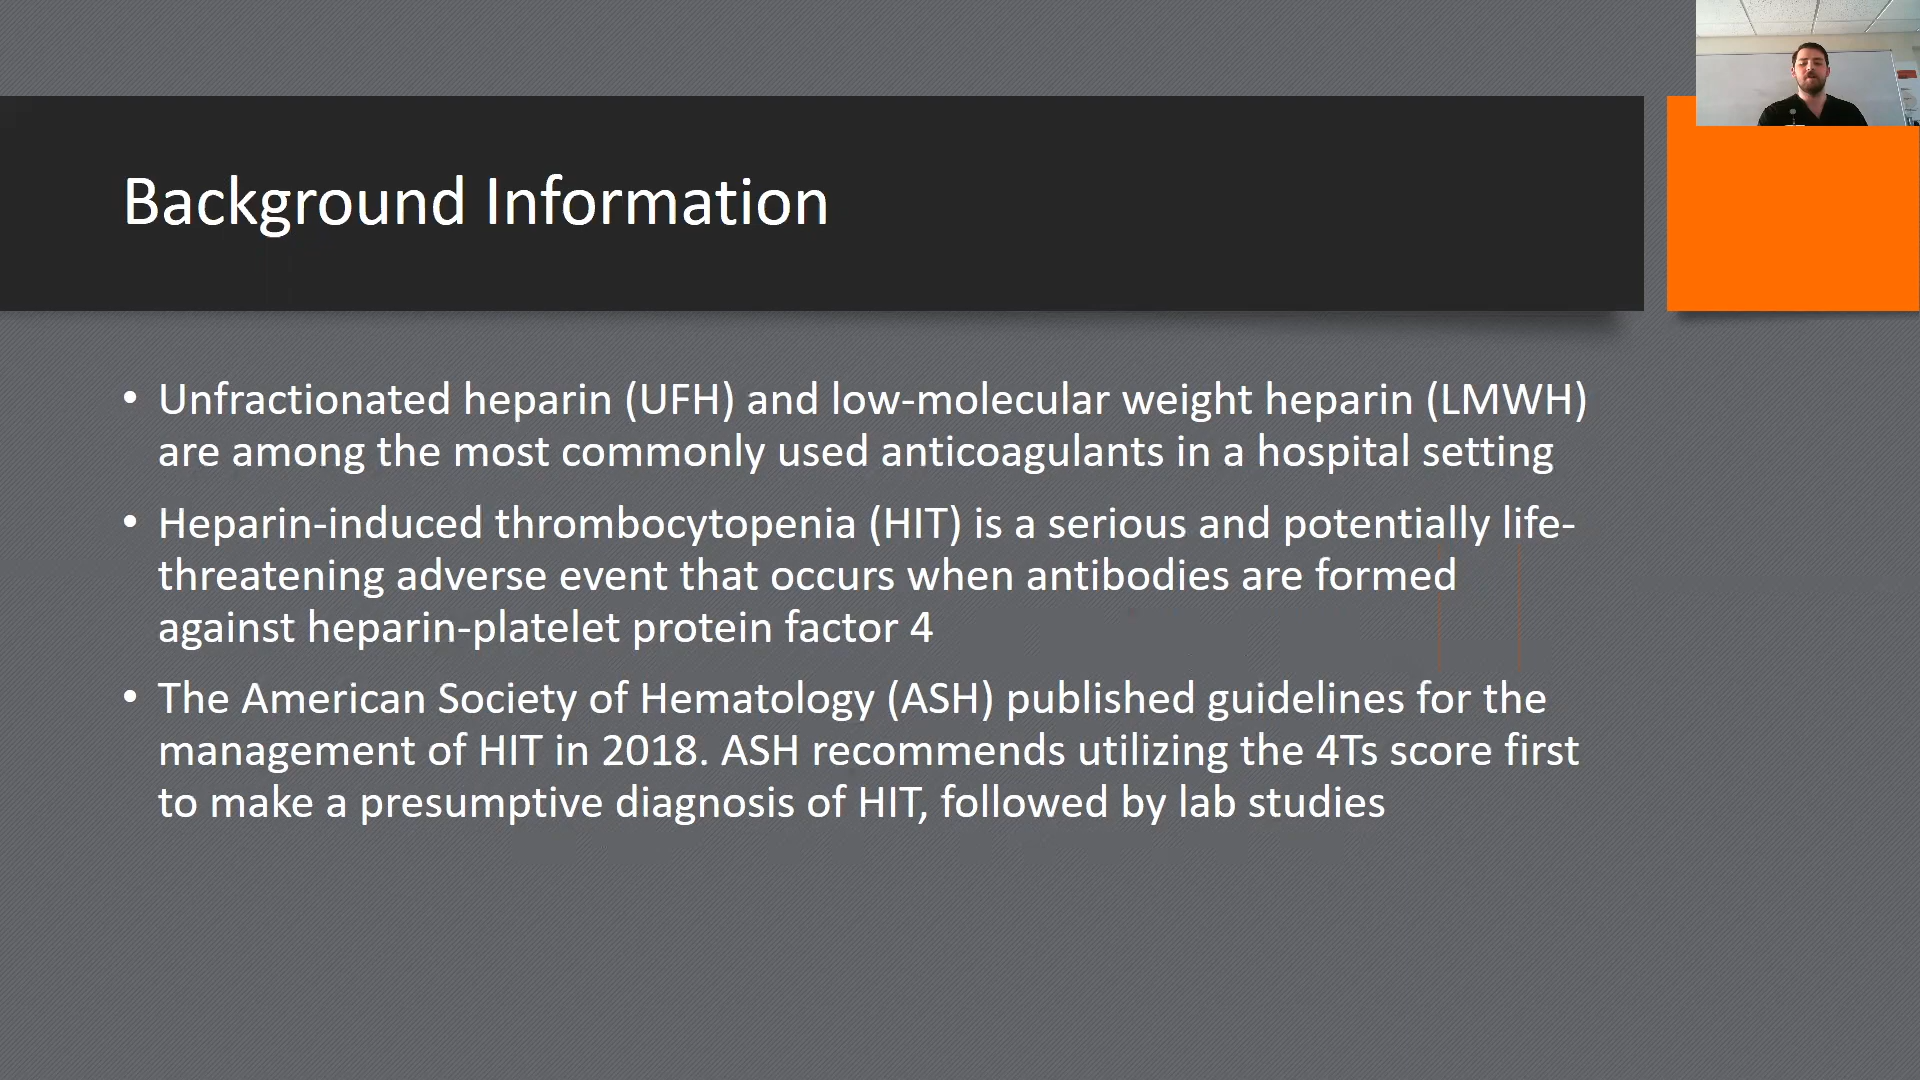 Background Information
• Unfractionated heparin (UFH) and low-molecular weight heparin (LMWH)
are among the most commonly used anticoagulants in a hospital setting
• Heparin-induced thrombocytopenia (HIT) is a serious and potentially life-
threatening adverse event that occurs when antibodies are formed
against heparin-platelet protein factor 4
• The American Society of Hematology (ASH) published guidelines for the
management of HIT in 2018. ASH recommends utilizing the 4Ts score first
to make a presumptive diagnosis of HIT, followed by lab studies